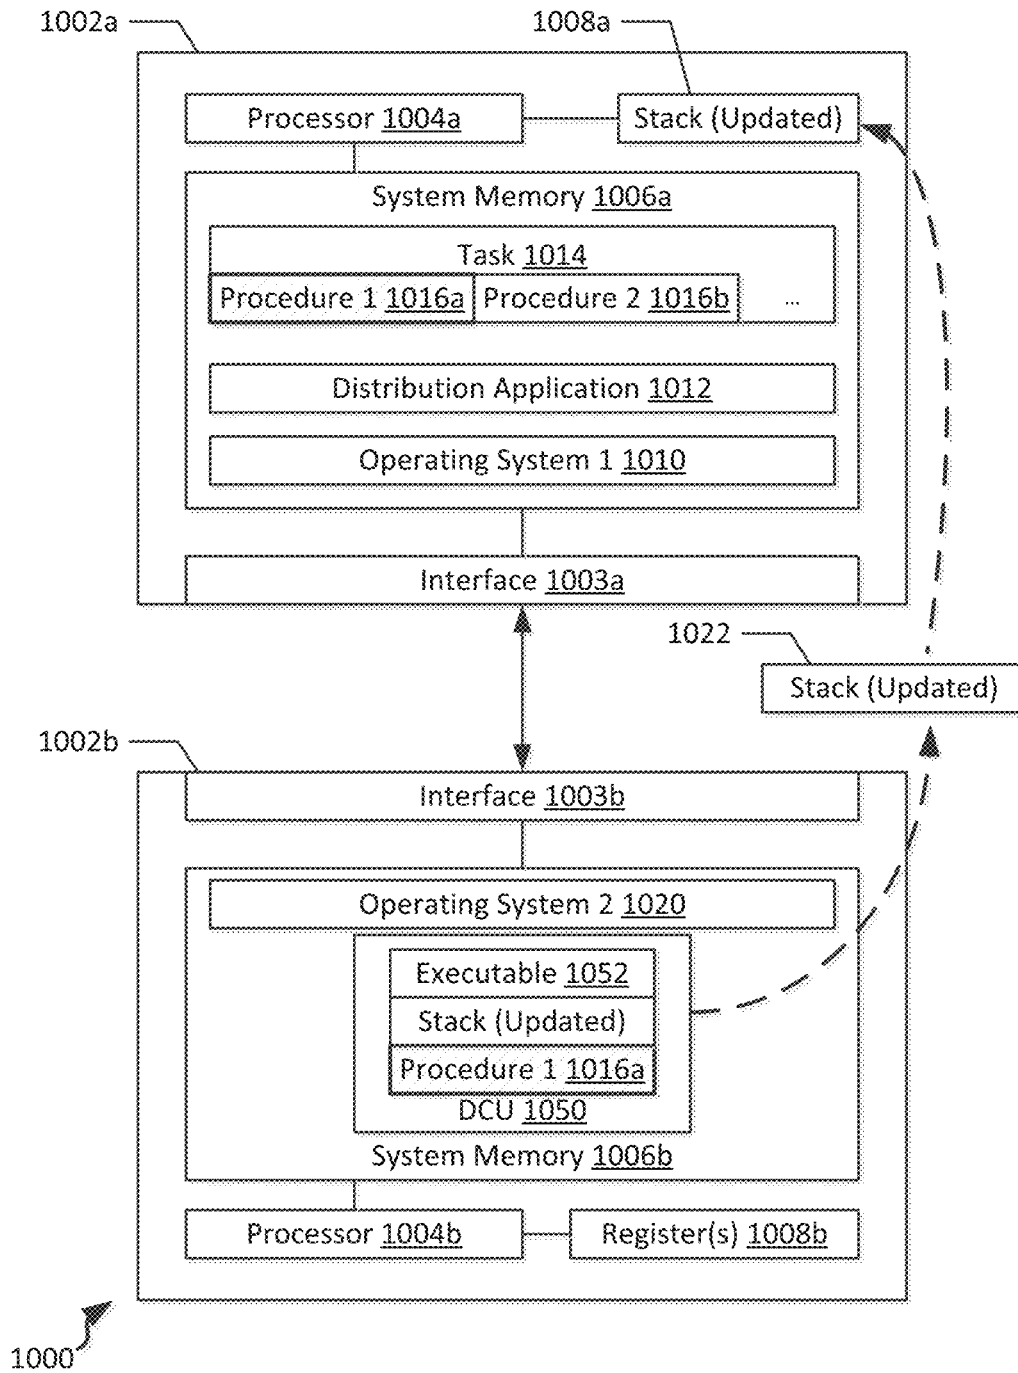 1002a
1008a
Processor 1004a
Stack (Updated)
System Memory 1006a
Task 1014
Procedure 1 1016a
Procedure 2 1016b
...
Distribution Application 1012
Operating System 1 1010
Interface 1003a
1022
Stack (Updated)
1002b
Interface 1003b
Operating System 2 1020
Executable 1052
Stack (Updated)
Procedure 1 1016a
DCU 1050
System Memory 1006b
Processor 1004b
Register(s) 1008b
1000